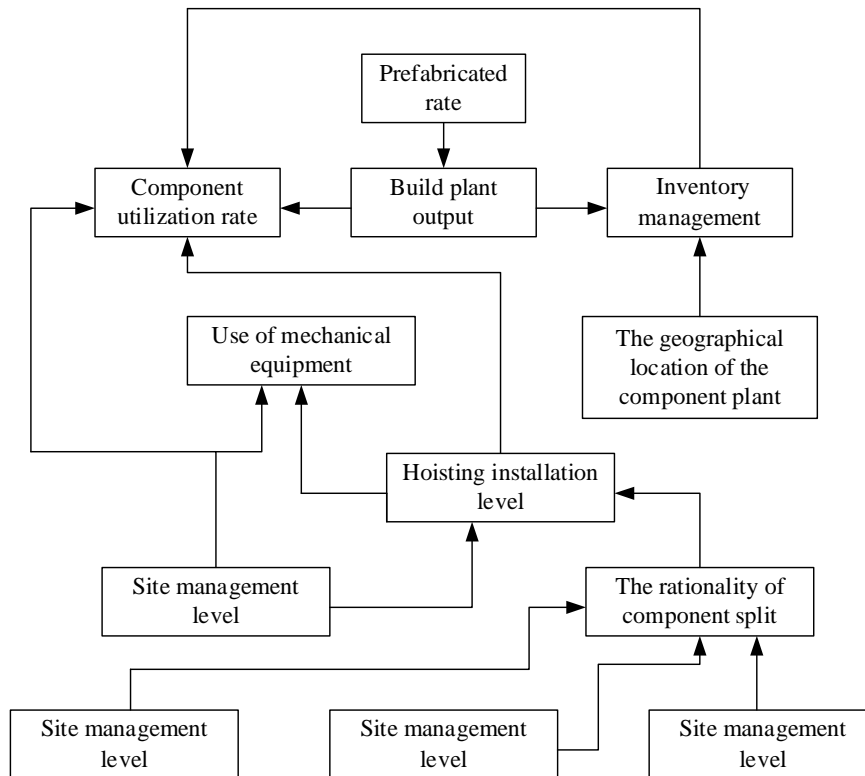 Prefabricated
rate
Component
utilization rate
Build plant
output
Inventory
management
Use of mechanical
equipment
The geographical
location of the
component plant
Hoisting installation
level
Site management
level
The rationality of
component split
Site management
level
Site management
level
Site management
level